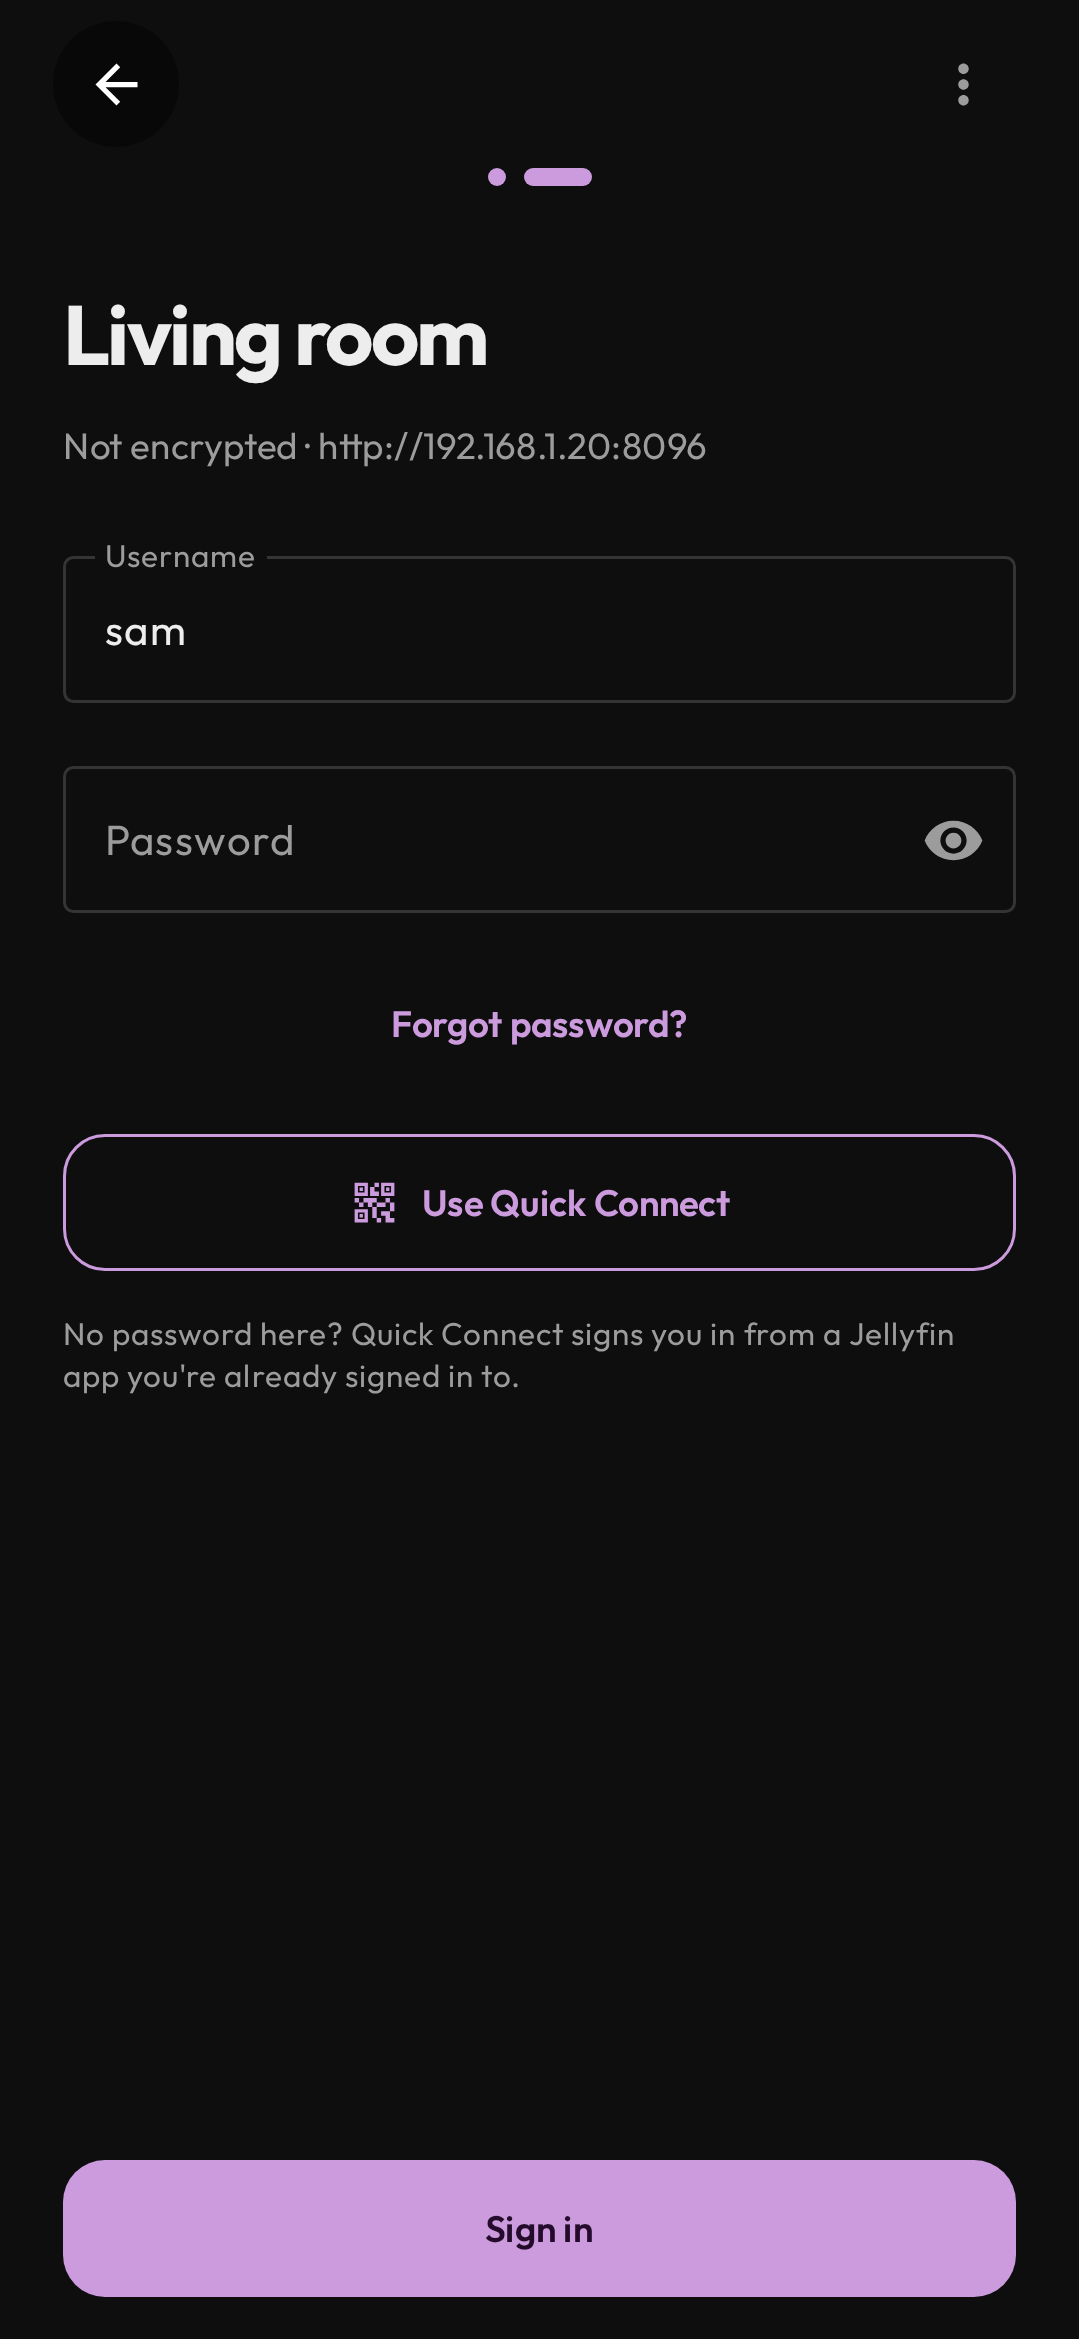 Living room
Not encrypted · http://192.168.1.20:8096
Username
sam
Password
Forgot password?
Use Quick Connect
No password here? Quick Connect signs you in from a Jellyfin
app you're already signed in to.
Sign in